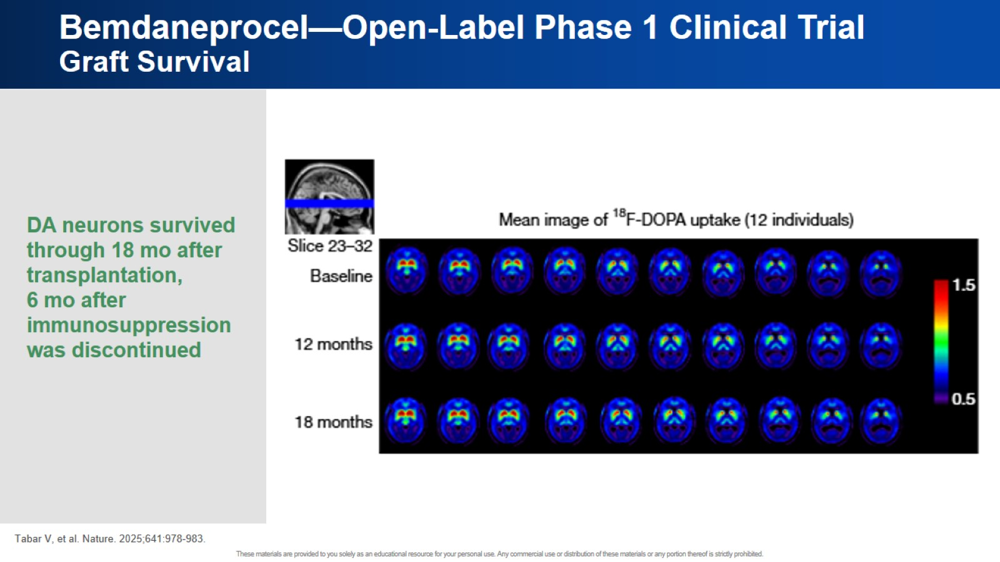 Bemdaneprocel—Open-Label Phase 1 Clinical Trial
Graft Survival
DA neurons survived
through 18 mo after
transplantation,
6 mo after
immunosuppression
was discontinued
Mean image of ¹⁸F-DOPA uptake (12 individuals)
Slice 23–32
Baseline
12 months
18 months
1.5
0.5
Tabar V, et al. Nature. 2025;641:978-983.
These materials are provided to you solely as an educational resource for your personal use. Any commercial use or distribution of these materials or any portion thereof is strictly prohibited.